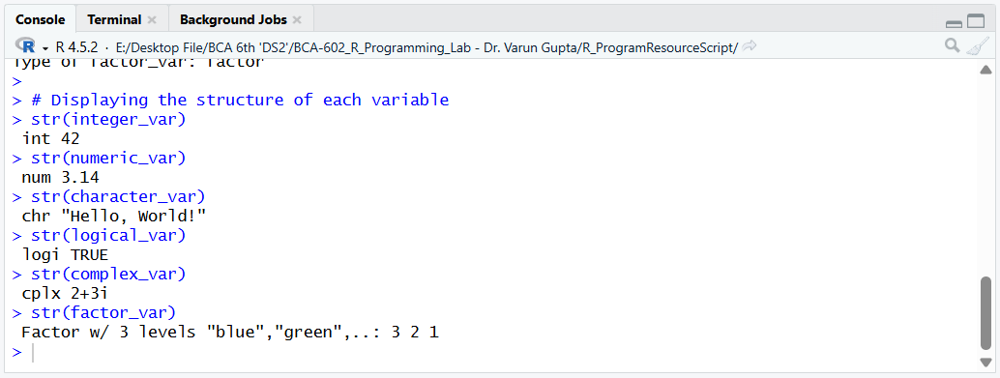 Console Terminal Background Jobs
R 4.5.2 · E:/Desktop File/BCA 6th 'DS2'/BCA-602_R_Programming_Lab - Dr. Varun Gupta/R_ProgramResourceScript/
Type of factor_var: factor
>
> # Displaying the structure of each variable
> str(integer_var)
int 42
> str(numeric_var)
num 3.14
> str(character_var)
chr "Hello, World!"
> str(logical_var)
logi TRUE
> str(complex_var)
cplx 2+3i
> str(factor_var)
Factor w/ 3 levels "blue","green",..: 3 2 1
>